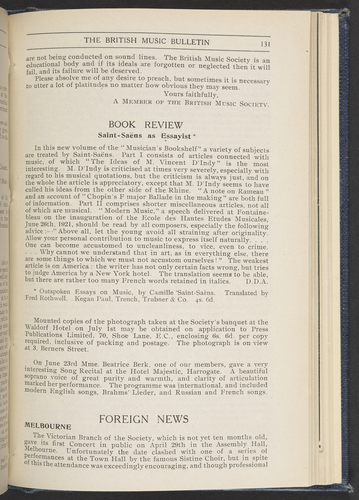 THE BRITISH MUSIC BULLETIN 131
are not being conducted on sound lines. The British Music Society is an
educational body and if its ideals are forgotten or neglected then it will
fail, and its failure will be deserved.
Please absolve me of any desire to preach, but sometimes it is necessary
to utter a lot of platitudes no matter how obvious they may seem.
Yours faithfully,
A MEMBER OF THE BRITISH MUSIC SOCIETY.
BOOK REVIEW
Saint-Saëns as Essayist*
In this new volume of the "Musician's Bookshelf" a variety of subjects
are treated by Saint-Saëns. Part I consists of articles connected with
music, of which "The Ideas of M. Vincent D'Indy" is the most
interesting. M. D'Indy is criticised at times very severely, especially with
regard to his musical quotations, but the criticism is always just, and on
the whole the article is appreciatory, except that M. D'Indy seems to have
culled his ideas from the other side of the Rhine. "A note on Rameau"
and an account of "Chopin's F major Ballade in the making" are both full
of information. Part II comprises shorter miscellaneous articles, not all
of which are musical. "Modern Music," a speech delivered at Fontaine-
bleau on the inauguration of the Ecole des Hautes Etudes Musicales,
June 26th, 1921, should be read by all composers, especially the following
advice :—"Above all, let the young avoid all straining after originality.
Allow your personal contribution to music to express itself naturally. . .
One can become accustomed to uncleanliness, to vice, even to crime.
. . . Why cannot we understand that in art, as in everything else, there
are some things to which we must not accustom ourselves!" The weakest
article is on America: the writer has not only certain facts wrong, but tries
to judge America by a New York hotel. The translation seems to be able,
but there are rather too many French words retained in italics. D.D.A.
* Outspoken Essays on Music, by Camille Saint-Saëns. Translated by
Fred Rothwell. Kegan Paul, Trench, Trubner & Co. 4s. 6d.
Mounted copies of the photograph taken at the Society's banquet at the
Waldorf Hotel on July 1st may be obtained on application to Press
Publications Limited, 70, Shoe Lane, E.C., enclosing 6s. 6d. per copy
required, inclusive of packing and postage. The photograph is on view
at 3, Berners Street.
On June 23rd Mme. Beatrice Berk, one of our members, gave a very
interesting Song Recital at the Hotel Majestic, Harrogate. A beautiful
soprano voice of great purity and warmth, and clarity of articulation
marked her performance. The programme was international, and included
modern English songs, Brahms' Lieder, and Russian and French songs.
FOREIGN NEWS
MELBOURNE
The Victorian Branch of the Society, which is not yet ten months old,
gave its first Concert in public on April 29th in the Assembly Hall,
Melbourne. Unfortunately the date clashed with one of a series of
performances at the Town Hall by the famous Sistine Choir, but in spite
of this the attendance was exceedingly encouraging, and though professional